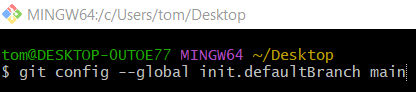 MINGW64:/c/Users/tom/Desktop
tom@DESKTOP-OUTOE77 MINGW64 ~/Desktop
$ git config --global init.defaultBranch main